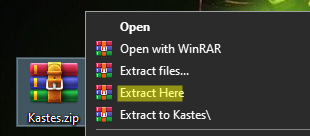 Open
Open with WinRAR
Extract files...
Extract Here
Extract to Kastes\
Kastes.zip